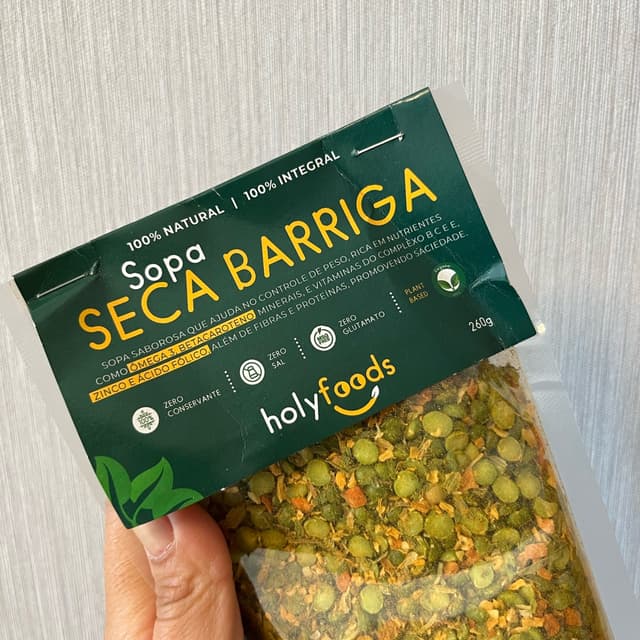 100% NATURAL | 100% INTEGRAL
Sopa
SECA BARRIGA
SOPA SABOROSA QUE AJUDA NO CONTROLE DE PESO, RICA EM NUTRIENTES
COMO ÔMEGA 3, BETACAROTENO, MINERAIS, E VITAMINAS DO COMPLEXO B C E E,
ZINCO E ÁCIDO FÓLICO, ALÉM DE FIBRAS E PROTEÍNAS, PROMOVENDO SACIEDADE.
ZERO
CONSERVANTE
ZERO
SAL
ZERO
GLUTAMATO
PLANT
BASED
260g
holyfoods